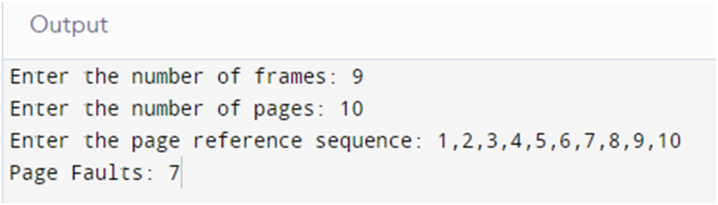 Output
Enter the number of frames: 9
Enter the number of pages: 10
Enter the page reference sequence: 1,2,3,4,5,6,7,8,9,10
Page Faults: 7